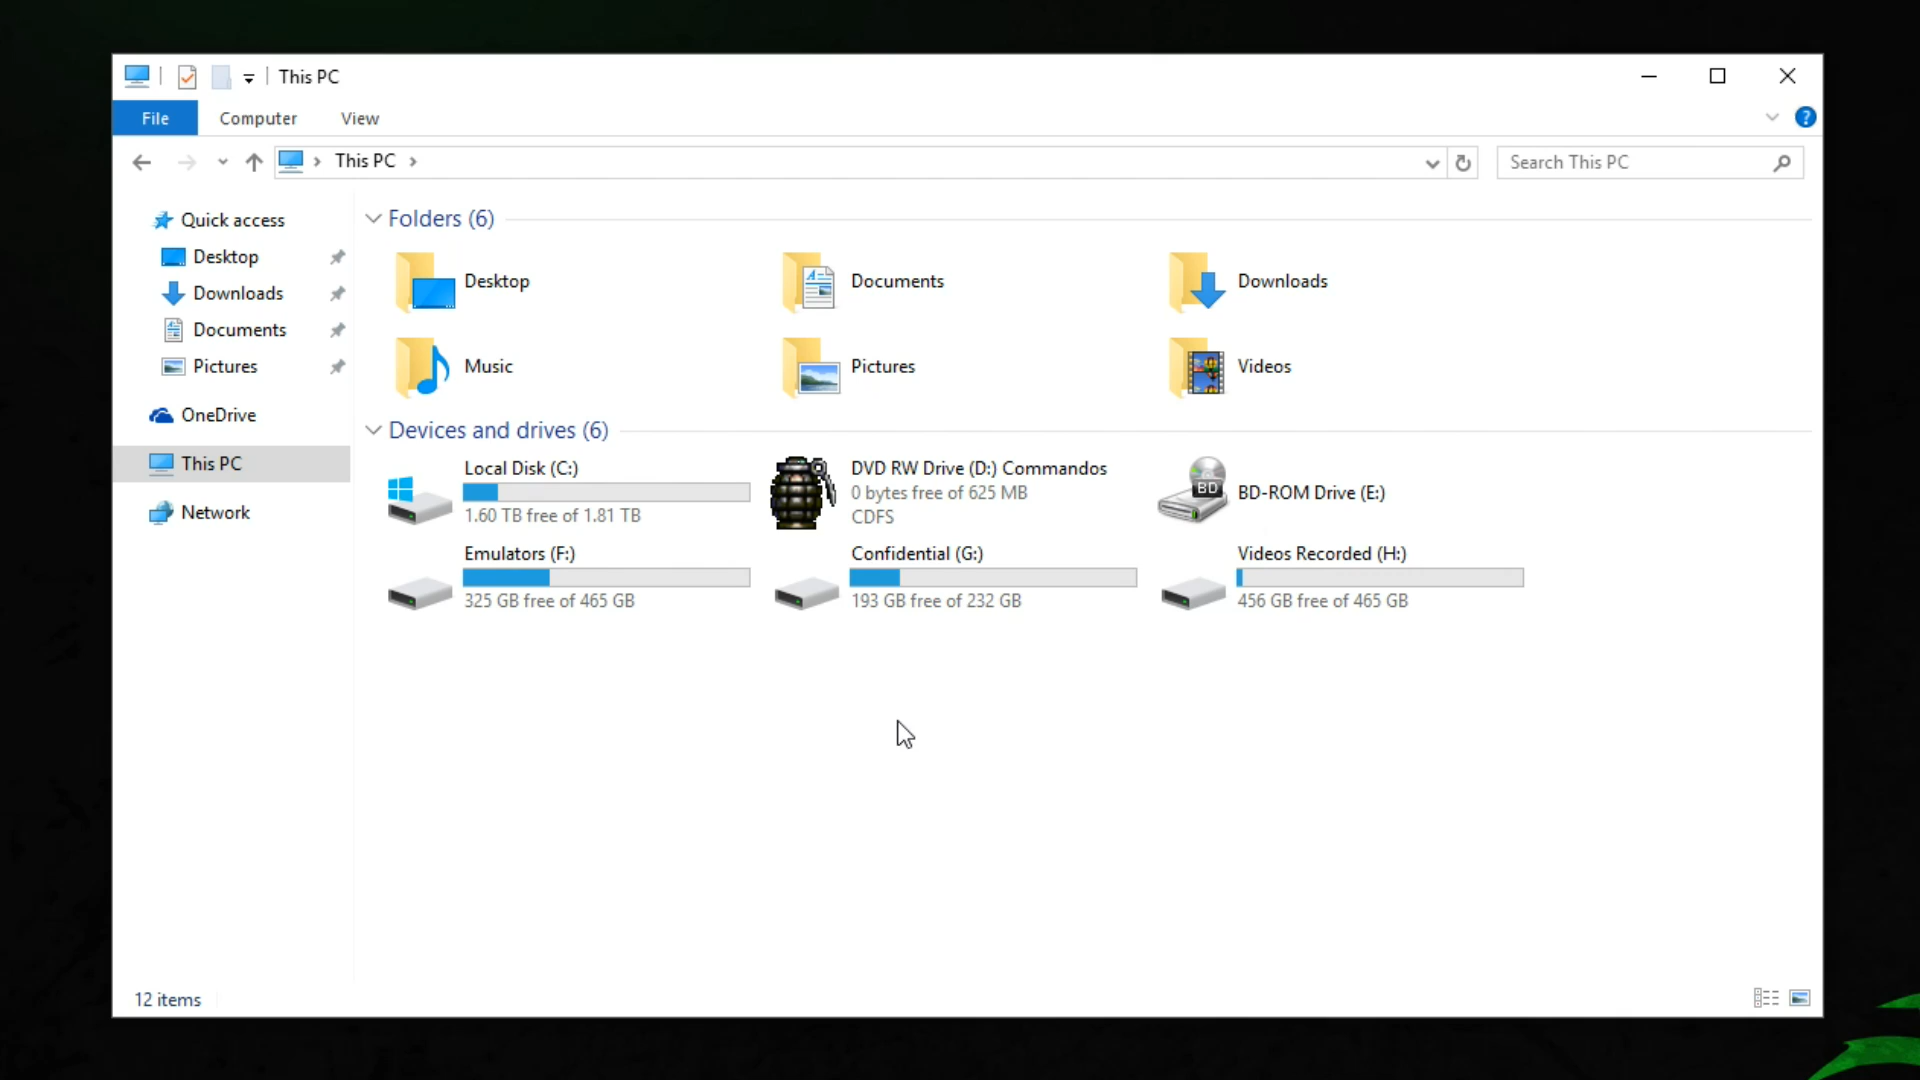 This PC
File Computer View
This PC
Search This PC
Quick access
Desktop
Downloads
Documents
Pictures
OneDrive
This PC
Network
Folders (6)
Desktop
Documents
Downloads
Music
Pictures
Videos
Devices and drives (6)
Local Disk (C:)
1.60 TB free of 1.81 TB
DVD RW Drive (D:) Commandos
0 bytes free of 625 MB
CDFS
BD
BD-ROM Drive (E:)
Emulators (F:)
325 GB free of 465 GB
Confidential (G:)
193 GB free of 232 GB
Videos Recorded (H:)
456 GB free of 465 GB
12 items